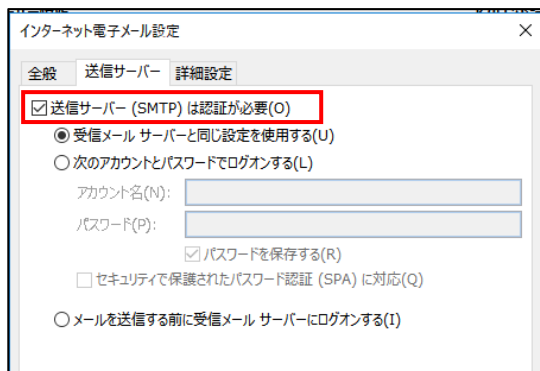 インターネット電子メール設定
全般 送信サーバー 詳細設定
送信サーバー (SMTP) は認証が必要(O)
受信メール サーバーと同じ設定を使用する(U)
次のアカウントとパスワードでログオンする(L)
アカウント名(N):
パスワード(P):
パスワードを保存する(R)
セキュリティで保護されたパスワード認証 (SPA) に対応(Q)
メールを送信する前に受信メール サーバーにログオンする(I)